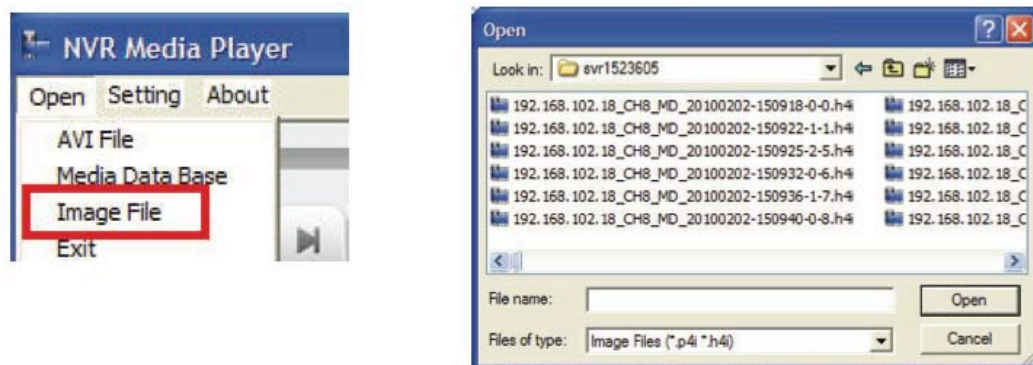 NVR Media Player
Open Setting About
AVI File
Media Data Base
Image File
Exit
Open
Look in: svr1523605
192.168.102.18_CH8_MD_20100202-150918-0-0.h4i 192.168.102.18_C
192.168.102.18_CH8_MD_20100202-150922-1-1.h4i 192.168.102.18_C
192.168.102.18_CH8_MD_20100202-150925-2-5.h4i 192.168.102.18_C
192.168.102.18_CH8_MD_20100202-150932-0-6.h4i 192.168.102.18_C
192.168.102.18_CH8_MD_20100202-150936-1-7.h4i 192.168.102.18_C
192.168.102.18_CH8_MD_20100202-150940-0-8.h4i 192.168.102.18_C
File name: Open
Files of type: Image Files (*.p4i *.h4i) Cancel